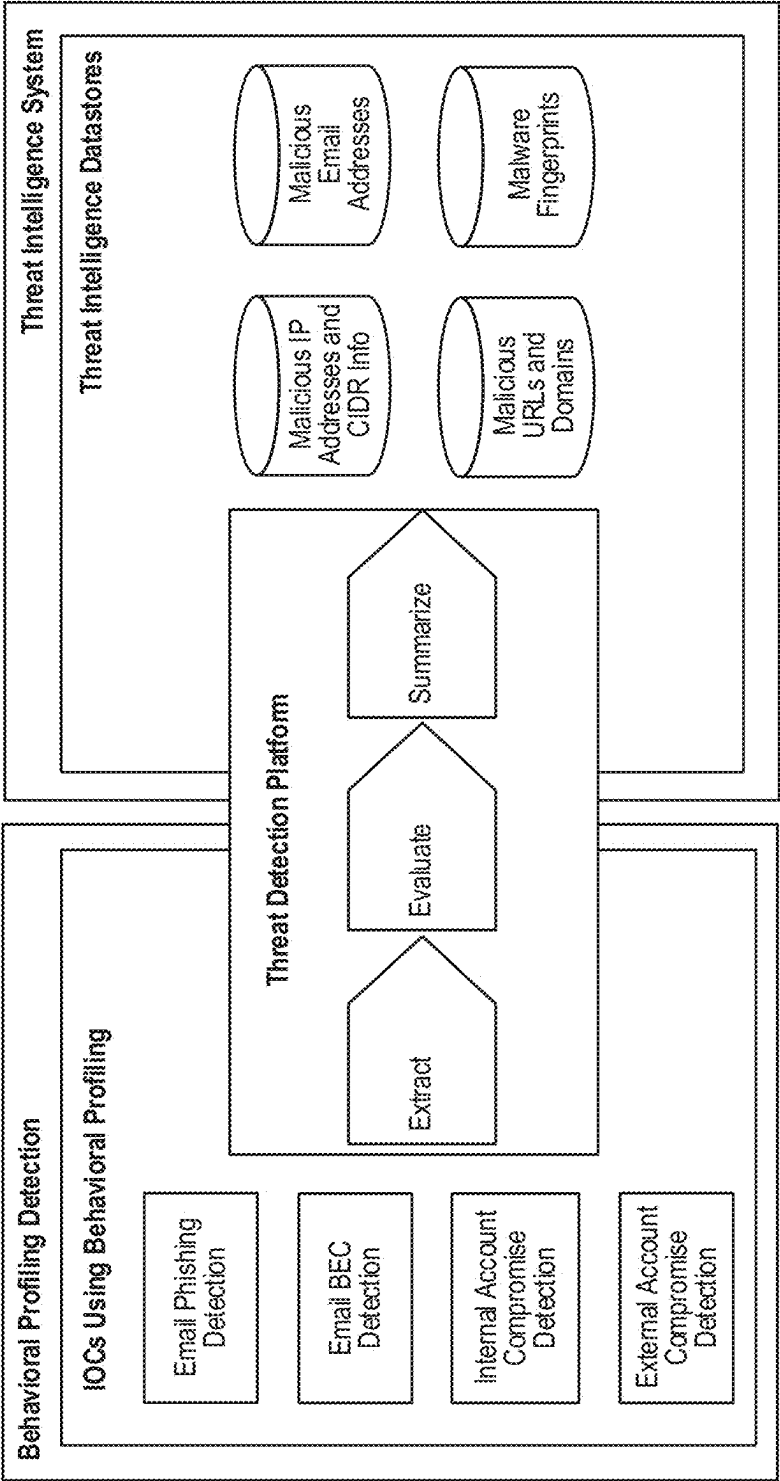 Behavioral Profiling Detection
IOCs Using Behavioral Profiling
Email Phishing
Detection
Email BEC
Detection
Internal Account
Compromise
Detection
External Account
Compromise
Detection
Threat Detection Platform
Extract
Evaluate
Summarize
Threat Intelligence System
Threat Intelligence Datastores
Malicious IP
Addresses and
CIDR Info
Malicious
Email
Addresses
Malicious
URLs and
Domains
Malware
Fingerprints